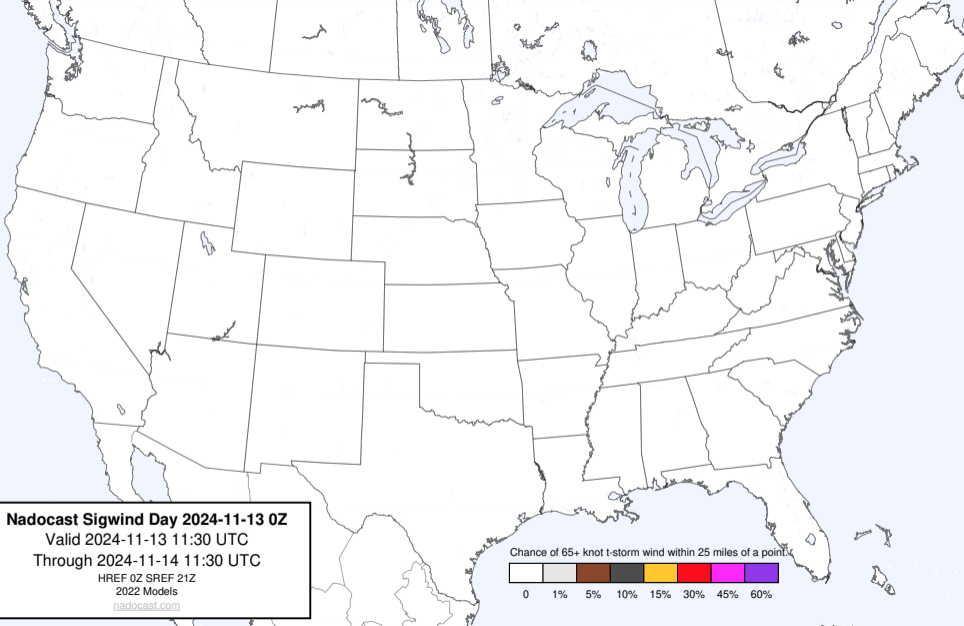 Nadocast Sigwind Day 2024-11-13 0Z
Valid 2024-11-13 11:30 UTC
Through 2024-11-14 11:30 UTC
HREF 0Z SREF 21Z
2022 Models
nadocast.com
Chance of 65+ knot t-storm wind within 25 miles of a point.
0 1% 5% 10% 15% 30% 45% 60%